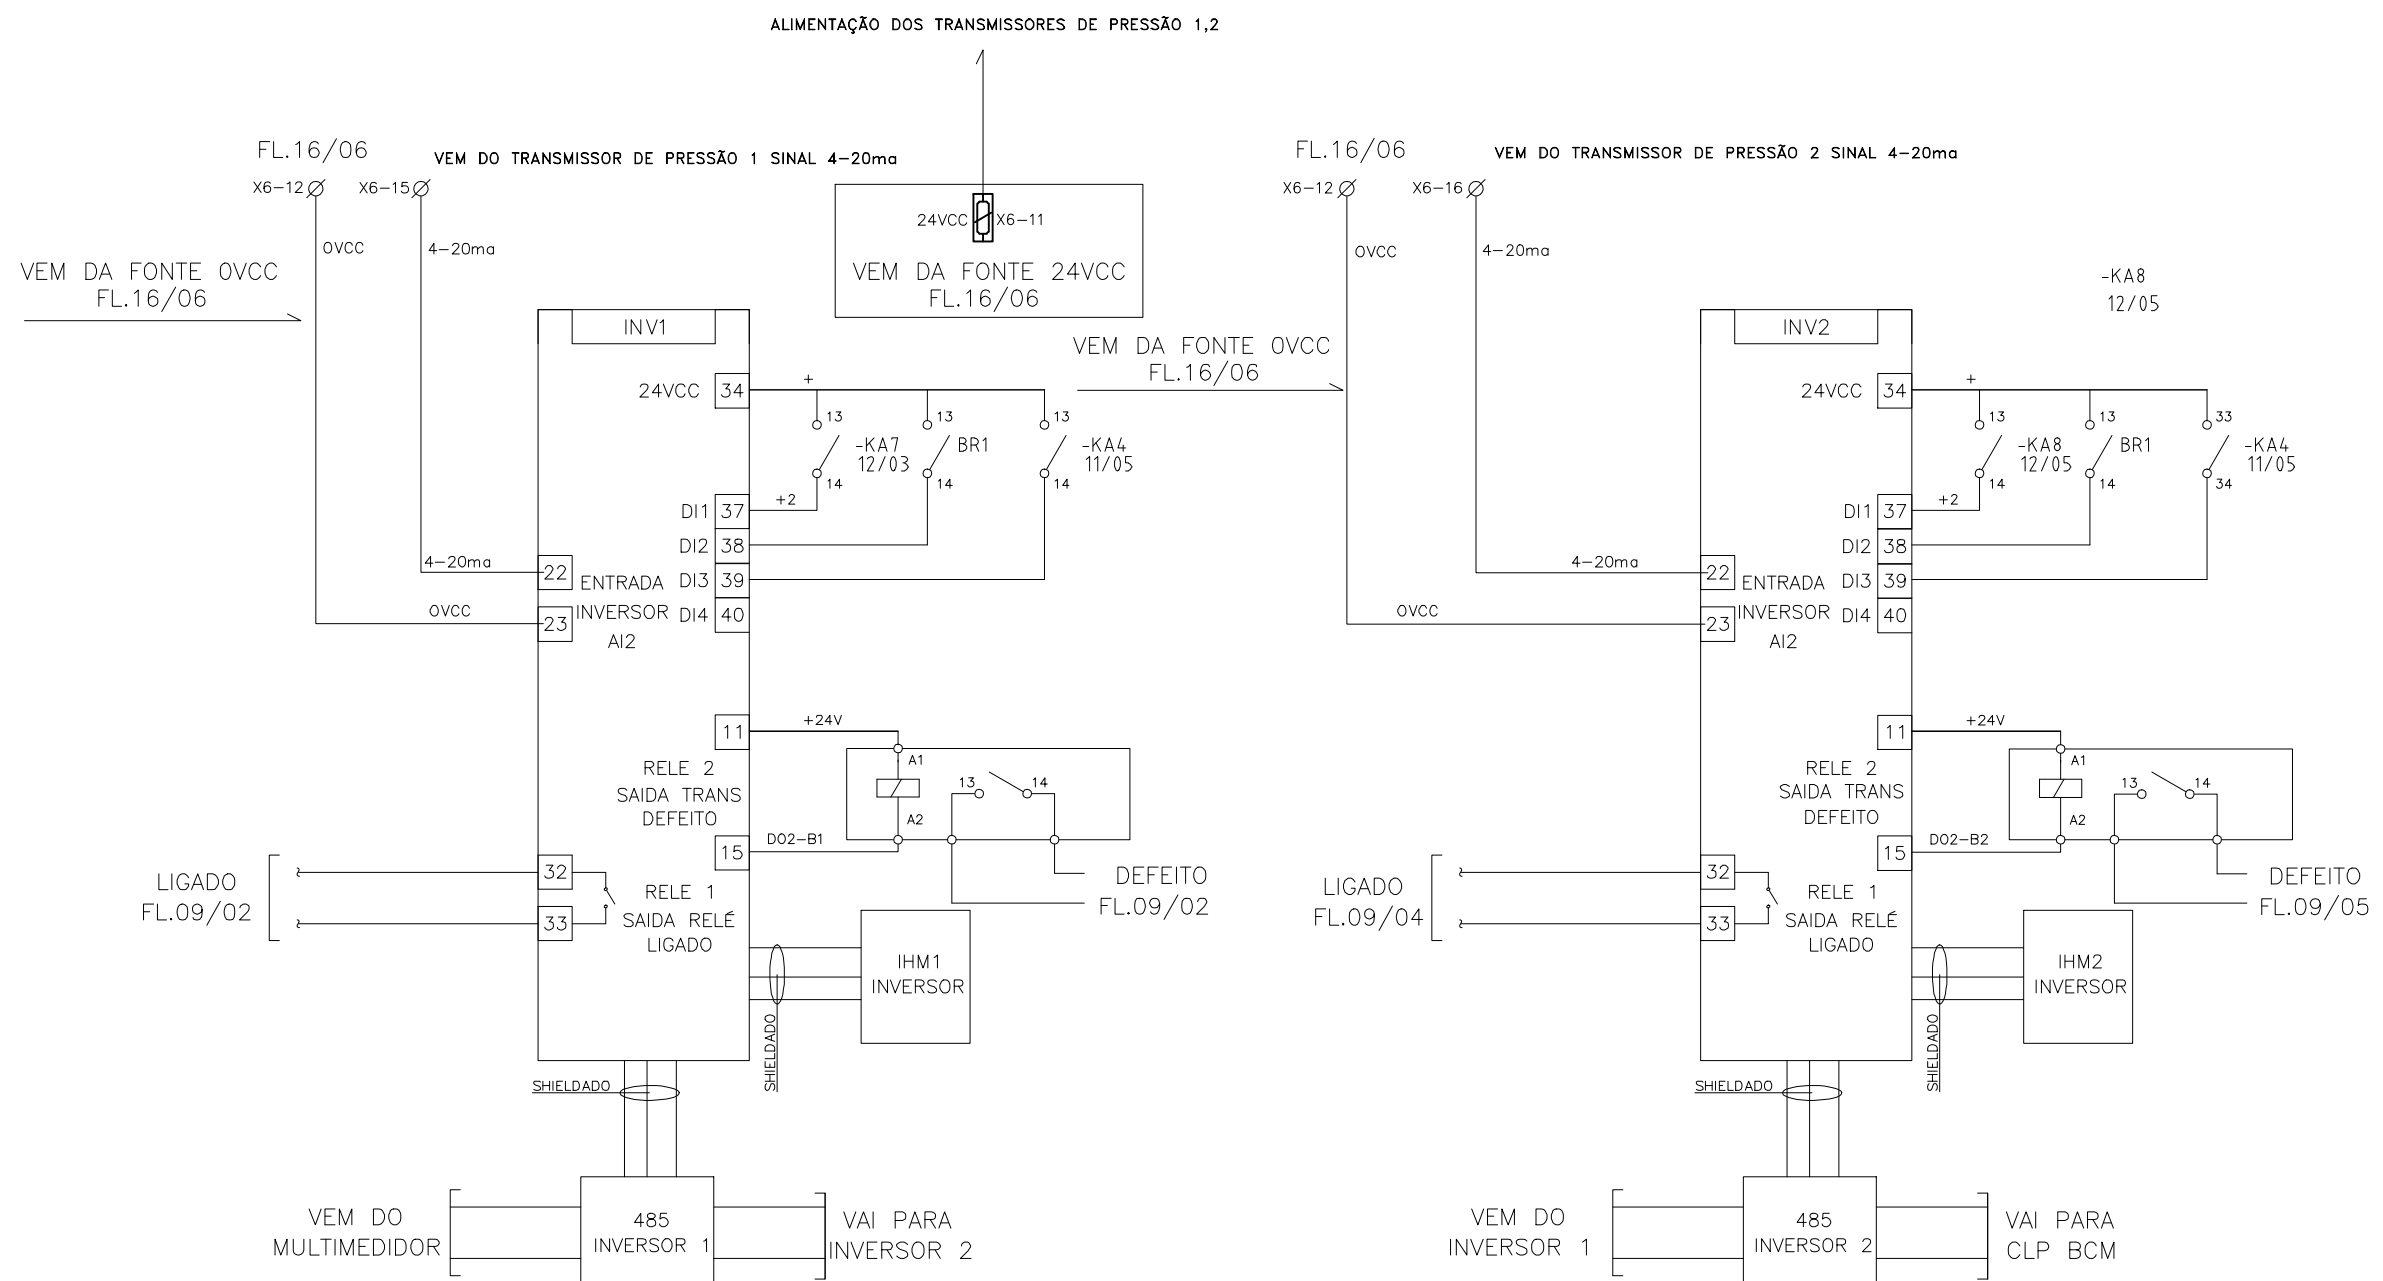 ALIMENTAÇÃO DOS TRANSMISSORES DE PRESSÃO 1,2
FL.16/06
VEM DO TRANSMISSOR DE PRESSÃO 1 SINAL 4-20ma
X6-12
X6-15
0VCC
4-20ma
VEM DA FONTE 0VCC
FL.16/06
24VCC
X6-11
VEM DA FONTE 24VCC
FL.16/06
INV1
24VCC
34
+
13
13
13
-KA7
12/03
BR1
-KA4
11/05
14
14
14
+2
DI1
37
DI2
38
DI3
39
DI4
40
4-20ma
22
ENTRADA
INVERSOR
AI2
0VCC
23
11
+24V
RELE 2
SAIDA TRANS
DEFEITO
A1
A2
13
14
15
D02-B1
DEFEITO
FL.09/02
LIGADO
FL.09/02
32
33
RELE 1
SAIDA RELÉ
LIGADO
IHM1
INVERSOR
SHIELDADO
SHIELDADO
VEM DO
MULTIMEDIDOR
485
INVERSOR 1
VAI PARA
INVERSOR 2
FL.16/06
VEM DO TRANSMISSOR DE PRESSÃO 2 SINAL 4-20ma
X6-12
X6-16
0VCC
4-20ma
VEM DA FONTE 0VCC
FL.16/06
-KA8
12/05
INV2
24VCC
34
+
13
13
33
-KA8
12/05
BR1
-KA4
11/05
14
14
34
+2
DI1
37
DI2
38
DI3
39
DI4
40
4-20ma
22
ENTRADA
INVERSOR
AI2
0VCC
23
11
+24V
RELE 2
SAIDA TRANS
DEFEITO
A1
A2
13
14
15
D02-B2
DEFEITO
FL.09/05
LIGADO
FL.09/04
32
33
RELE 1
SAIDA RELÉ
LIGADO
IHM2
INVERSOR
SHIELDADO
SHIELDADO
VEM DO
INVERSOR 1
485
INVERSOR 2
VAI PARA
CLP BCM